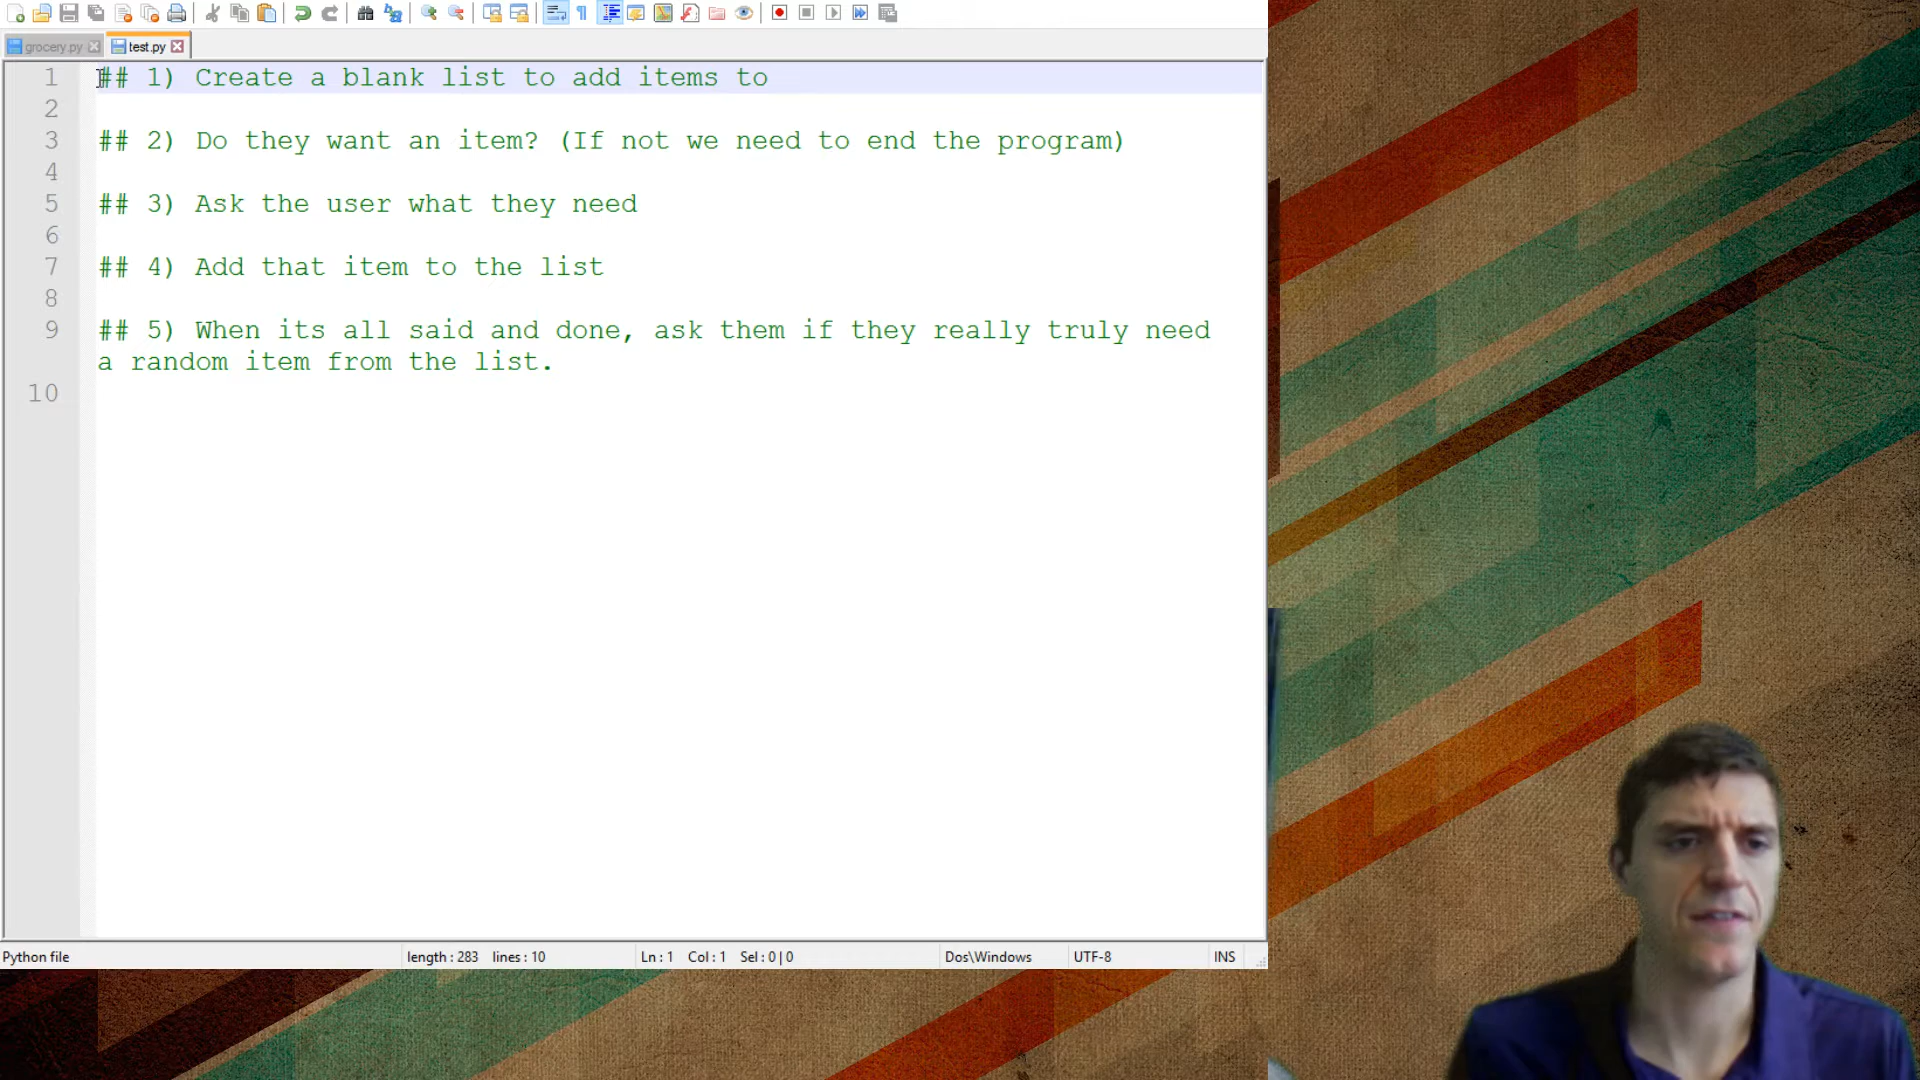 grocery.py
test.py
1 ## 1) Create a blank list to add items to
2
3 ## 2) Do they want an item? (If not we need to end the program)
4
5 ## 3) Ask the user what they need
6
7 ## 4) Add that item to the list
8
9 ## 5) When its all said and done, ask them if they really truly need
a random item from the list.
10
Python file length : 283 lines : 10 Ln : 1 Col : 1 Sel : 0 | 0 Dos\Windows UTF-8 INS